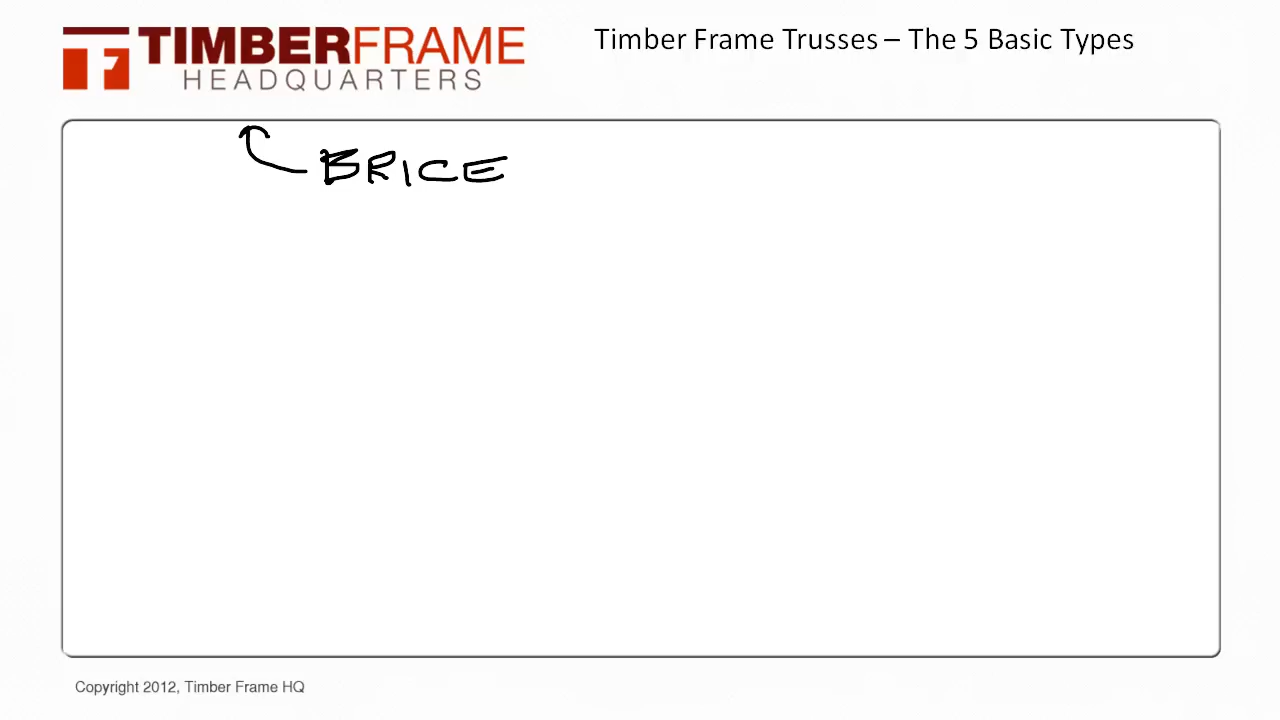 TIMBERFRAME
HEADQUARTERS
Timber Frame Trusses – The 5 Basic Types
BRICE
Copyright 2012, Timber Frame HQ